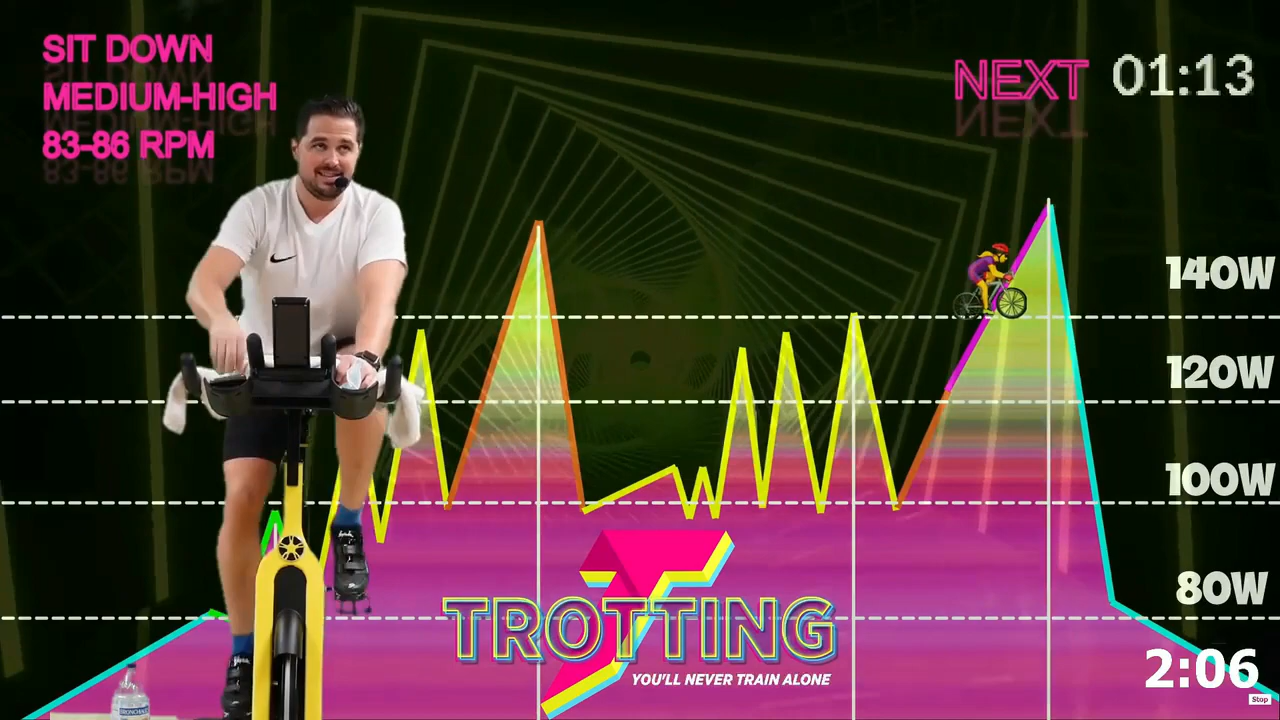 SIT DOWN
MEDIUM-HIGH
83-86 RPM
NEXT 01:13
140W
120W
100W
80W
TROTTING
YOU'LL NEVER TRAIN ALONE
2:06
Stop